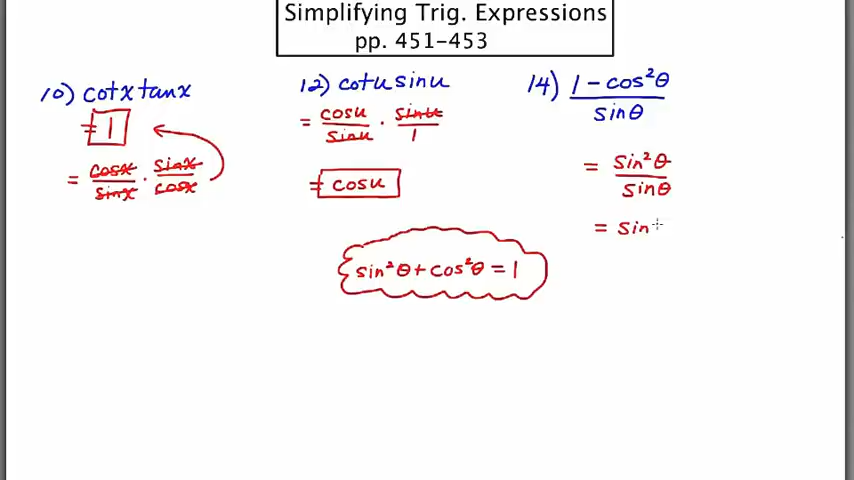 Simplifying Trig. Expressions
pp. 451-453
10) cotx tanx
= 1
= cosx/sinx · sinx/cosx
12) cotu sinu
= cosu/sinu · sinu/1
= cosu
14) 1 - cos²θ / sinθ
= sin²θ / sinθ
= sin
sin²θ + cos²θ = 1